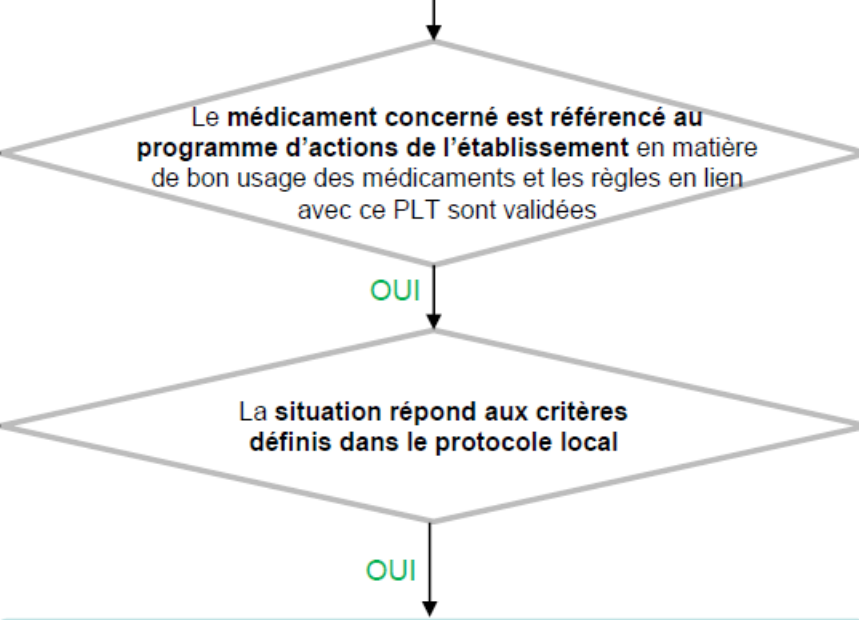 Le médicament concerné est référencé au
programme d'actions de l'établissement en matière
de bon usage des médicaments et les règles en lien
avec ce PLT sont validées
OUI
La situation répond aux critères
définis dans le protocole local
OUI